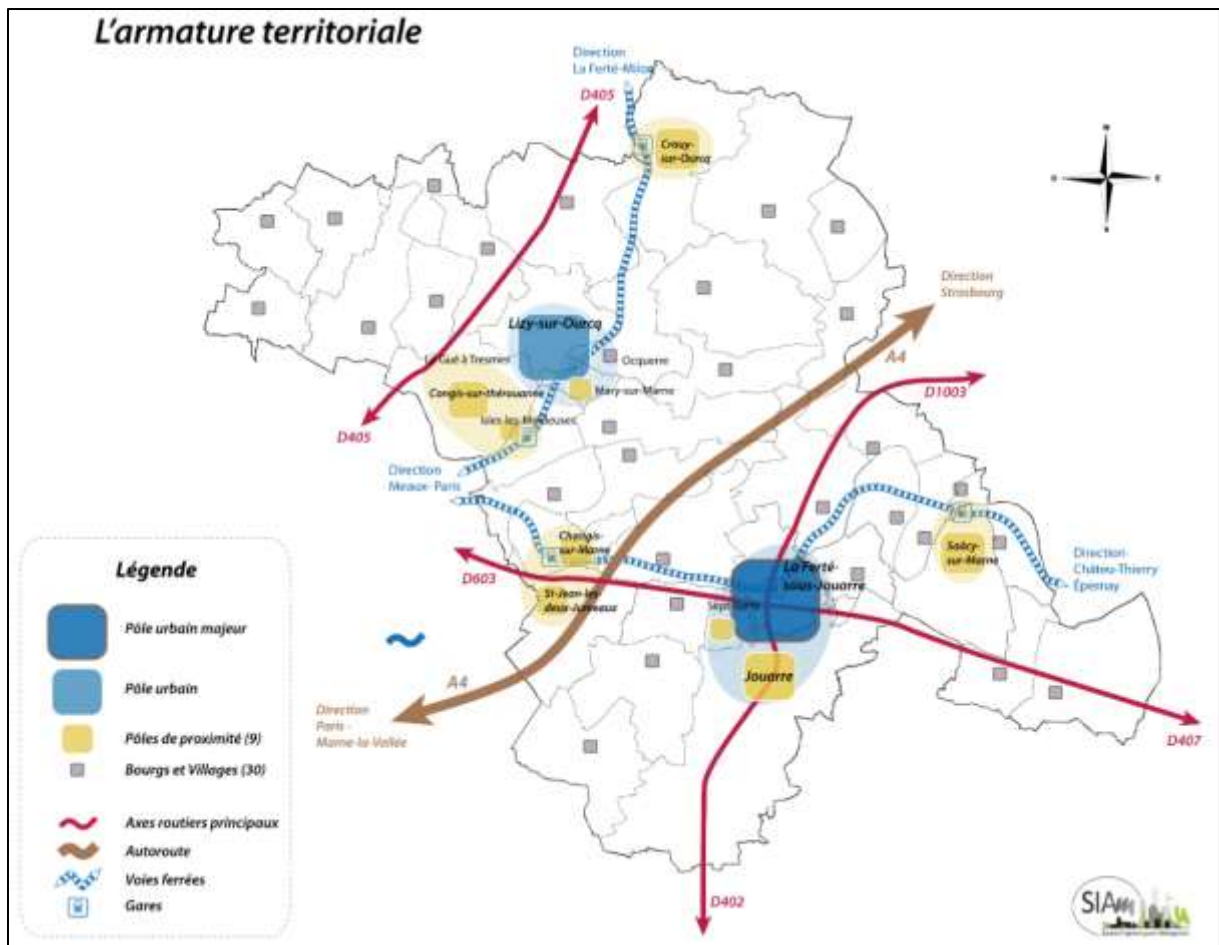 L'armature territoriale
Direction
La Ferté-Milon
D405
Crouy-
sur-Ourcq
Direction
Strasbourg
Lizy-sur-Ourcq
Le Gué à Tresmes
Ocquerre
Congis-sur-thérouanne
Mary-sur-Marne
A4
D1003
Isles les Meldeuses
D405
Direction
Meaux- Paris
Changis-
sur-Marne
Saâcy-
sur-Marne
La Ferté-
sous-Jouarre
Direction-
Châteu-Thierry
Épernay
D603
St-Jean-les-
deux-Jumeaux
Jouarre
A4
Direction
Paris -
Marne-la-Vallée
D407
D402
Légende
Pôle urbain majeur
Pôle urbain
Pôles de proximité (9)
Bourgs et Villages (30)
Axes routiers principaux
Autoroute
Voies ferrées
Gares